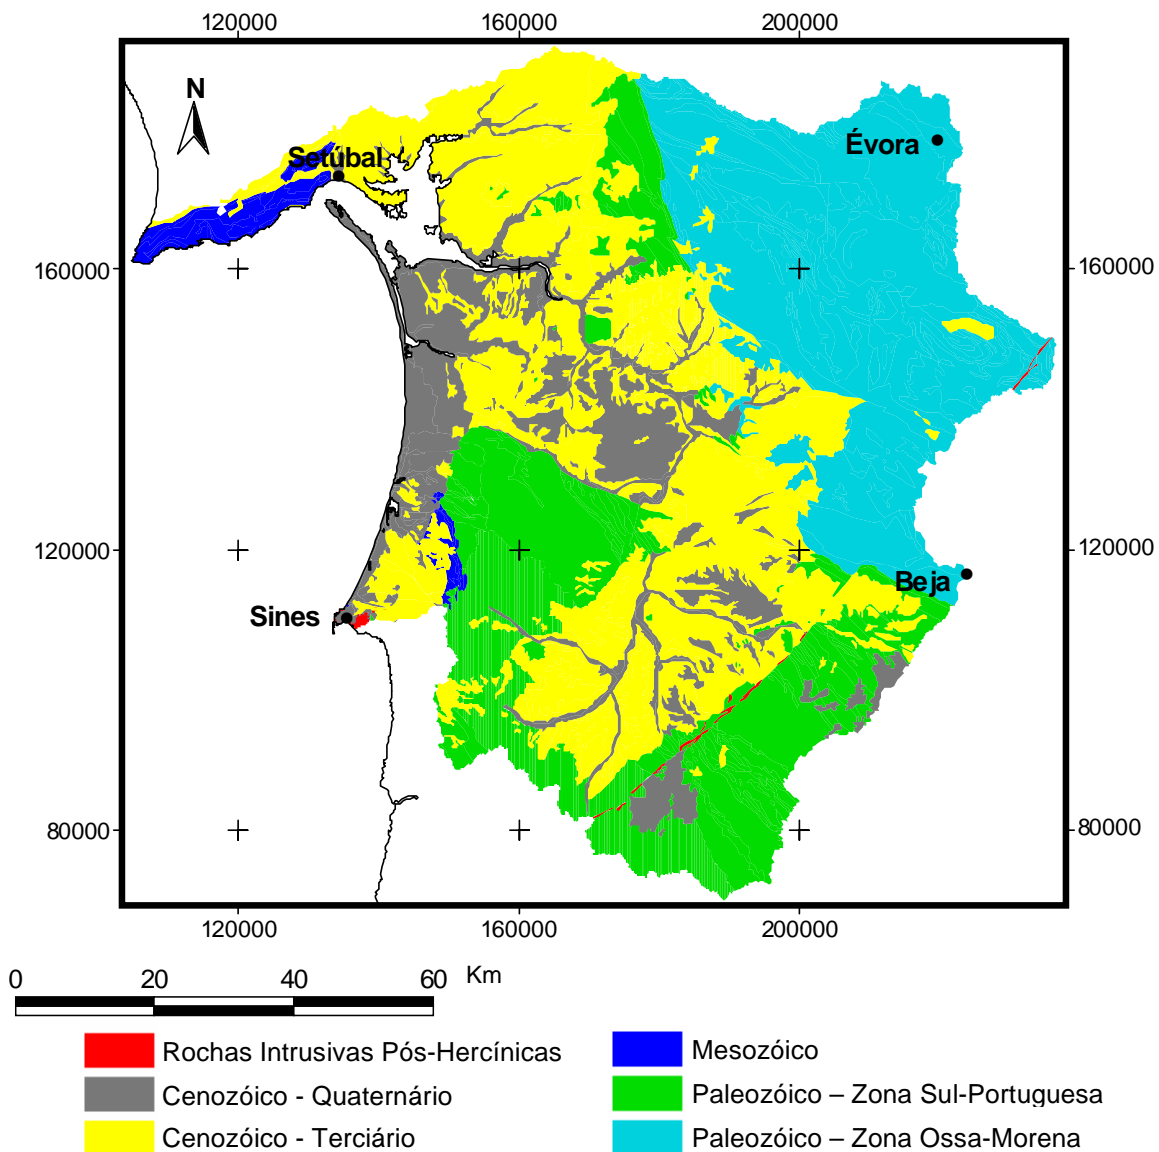 120000 160000 200000
N
Évora
Setúbal
160000 160000
120000 120000
Beja
Sines
80000 80000
120000 160000 200000
0 20 40 60 Km
Rochas Intrusivas Pós-Hercínicas
Mesozóico
Cenozóico - Quaternário
Paleozóico – Zona Sul-Portuguesa
Cenozóico - Terciário
Paleozóico – Zona Ossa-Morena